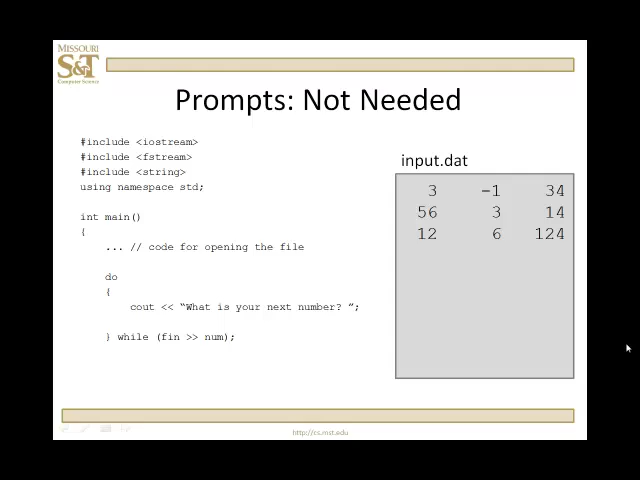 MISSOURI
S&T
Computer Science
Prompts: Not Needed
#include <iostream>
#include <fstream>
#include <string>
using namespace std;
int main()
{
... // code for opening the file
do
{
cout << “What is your next number? ”;
} while (fin >> num);
input.dat
3 -1 34
56 3 14
12 6 124
http://cs.mst.edu